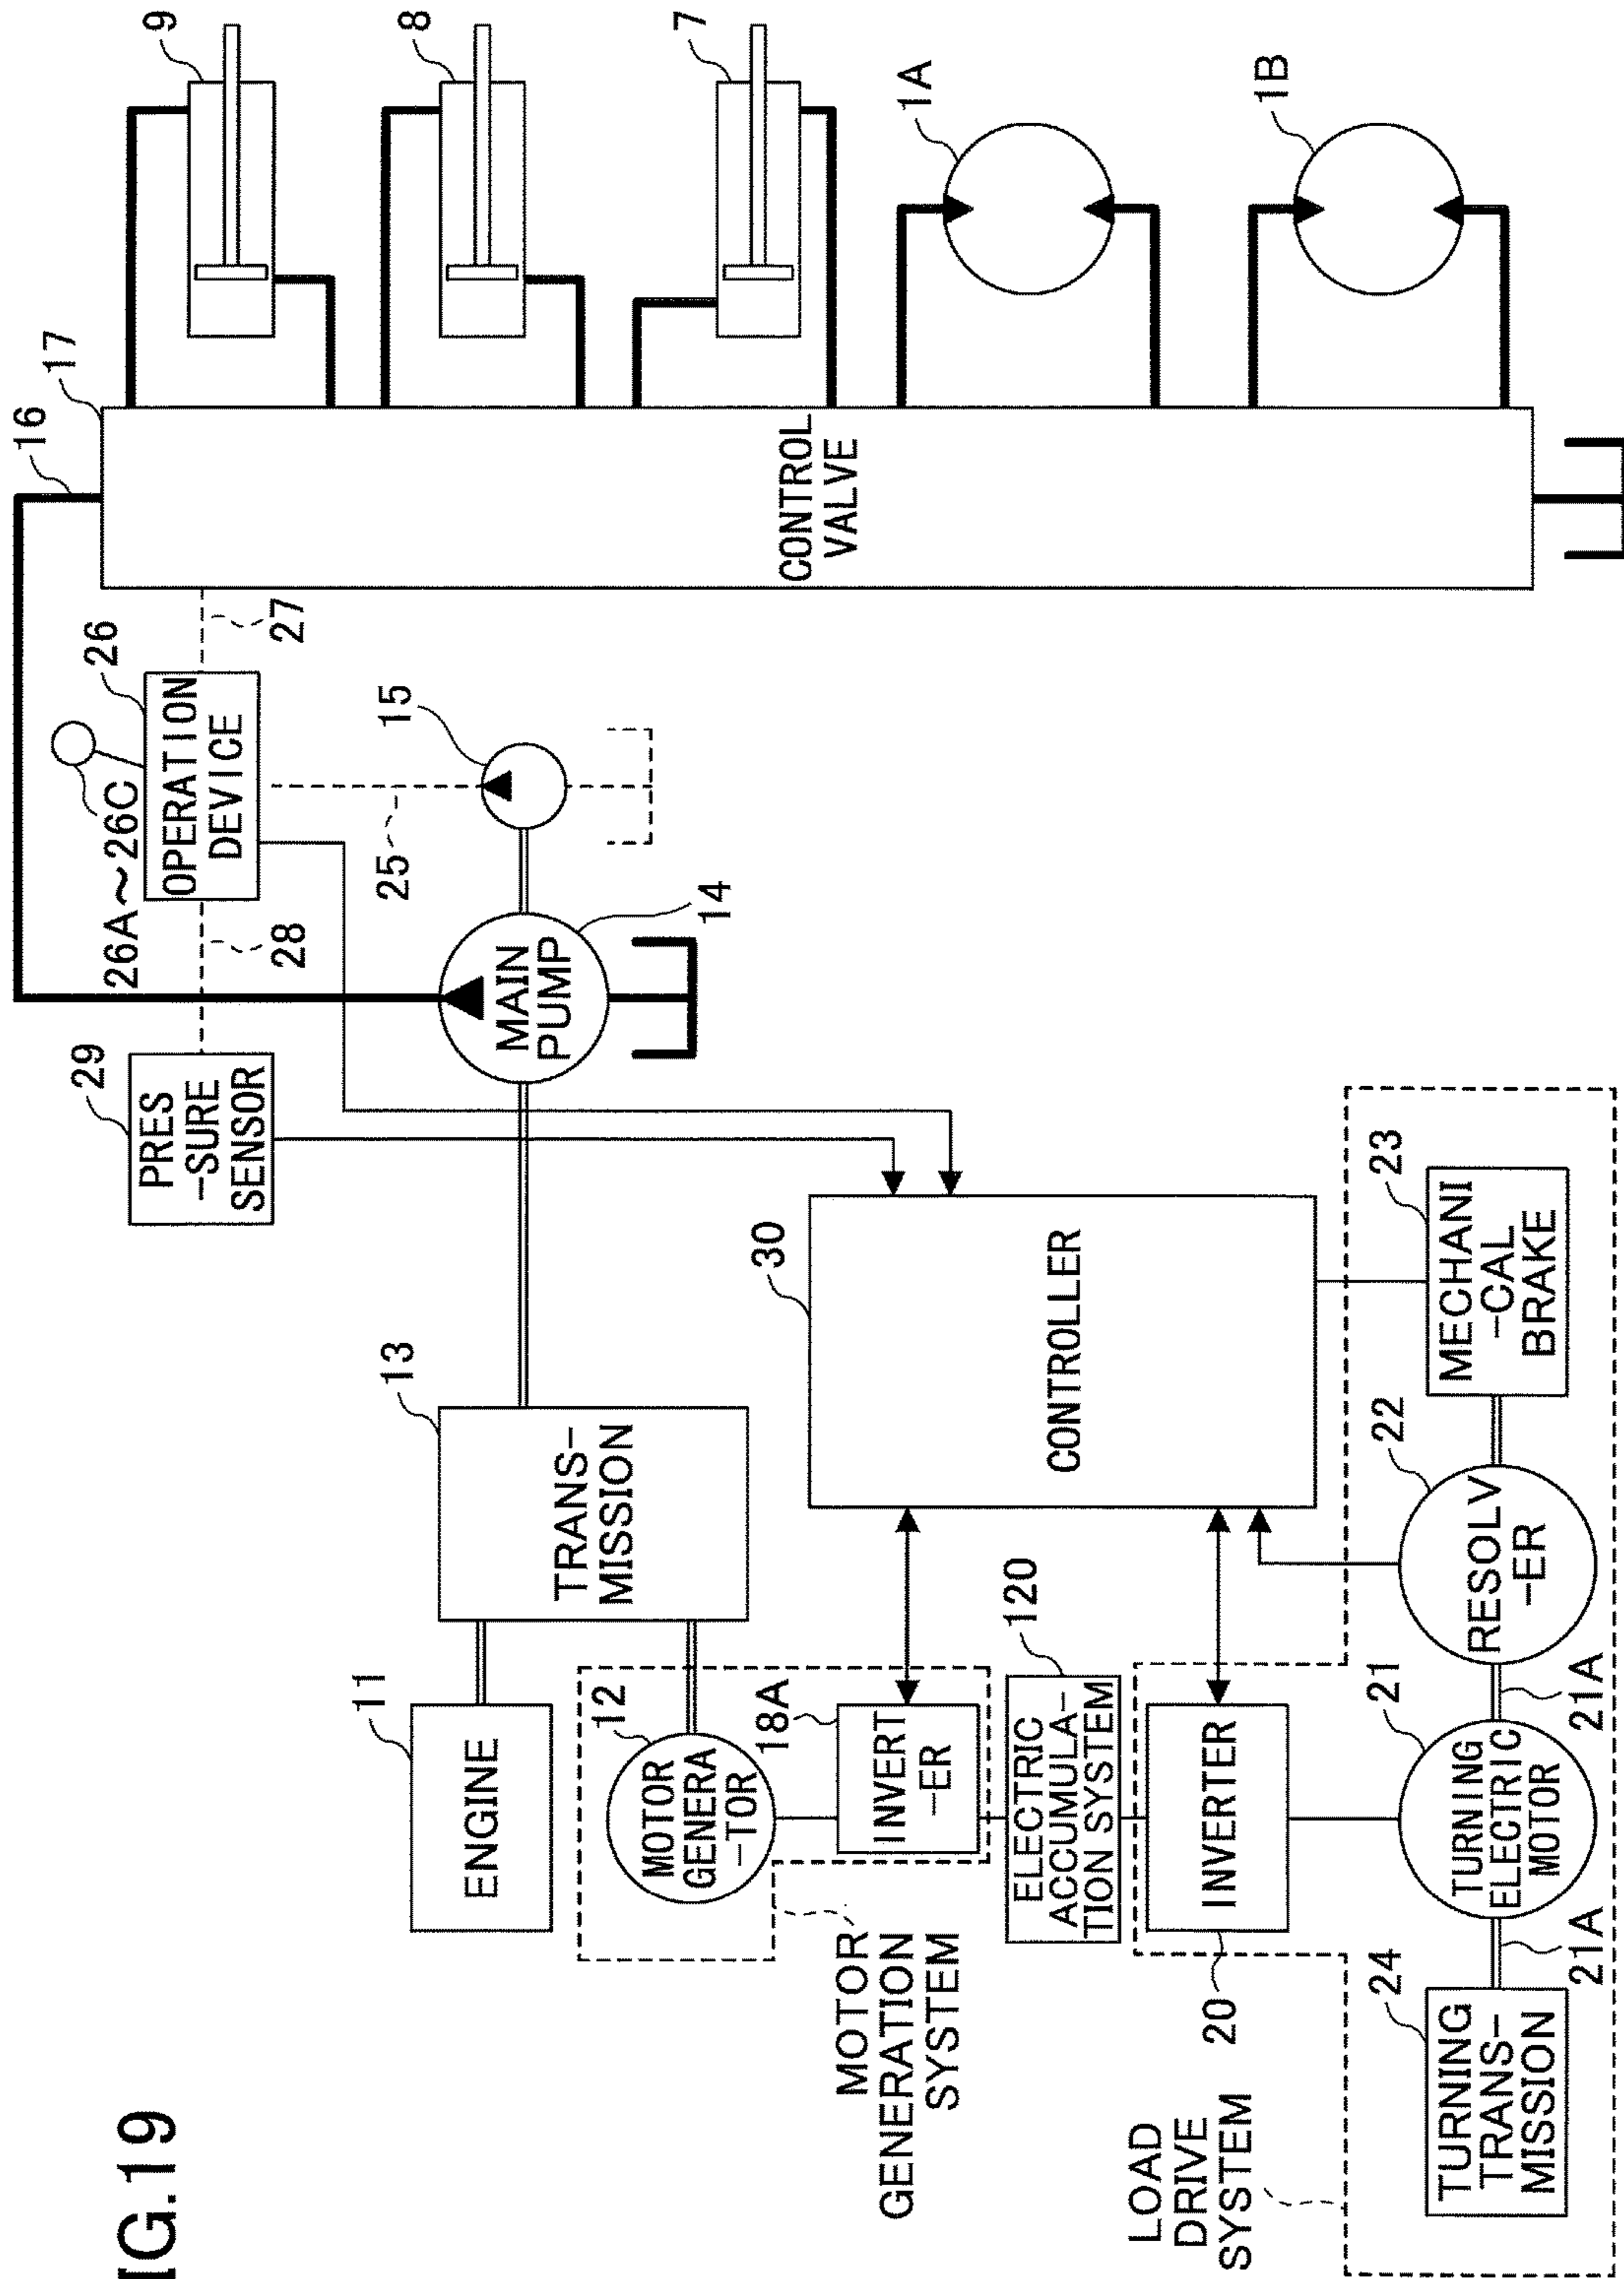 IG.19
ENGINE
11
TRANS-
MISSION
13
MOTOR
GENERA
-TOR
12
INVERT
-ER
18A
MOTOR
GENERATION
SYSTEM
ELECTRIC
ACCUMULA-
TION SYSTEM
120
INVERTER
20
LOAD
DRIVE
SYSTEM
TURNING
TRANS-
MISSION
24
21A
TURNING
ELECTRIC
MOTOR
21
21A
RESOLV
-ER
22
MECHANI
-CAL
BRAKE
23
CONTROLLER
30
PRES
-SURE
SENSOR
29
28
26A~26C
OPERATION
DEVICE
26
27
MAIN
PUMP
14
25
15
16
17
CONTROL
VALVE
9
8
7
1A
1B